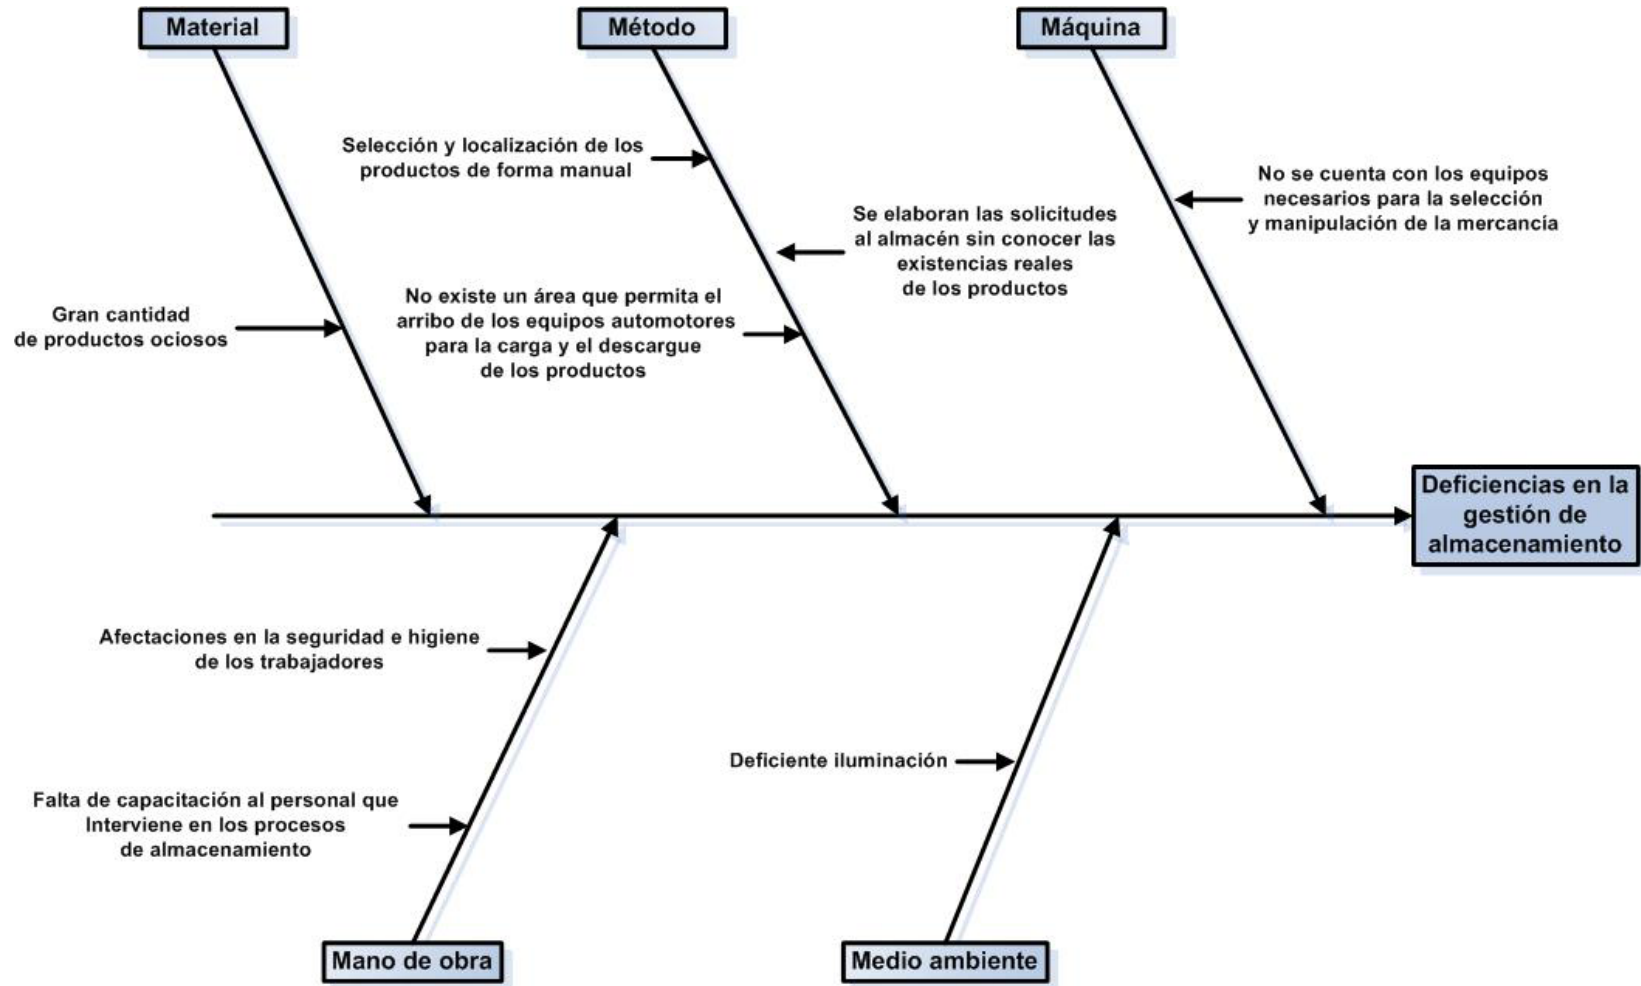 Material
Método
Máquina
Selección y localización de los
productos de forma manual
No se cuenta con los equipos
necesarios para la selección
y manipulación de la mercancía
Se elaboran las solicitudes
al almacén sin conocer las
existencias reales
de los productos
No existe un área que permita el
arribo de los equipos automotores
para la carga y el descargue
de los productos
Gran cantidad
de productos ociosos
Deficiencias en la
gestión de
almacenamiento
Afectaciones en la seguridad e higiene
de los trabajadores
Deficiente iluminación
Falta de capacitación al personal que
Interviene en los procesos
de almacenamiento
Mano de obra
Medio ambiente